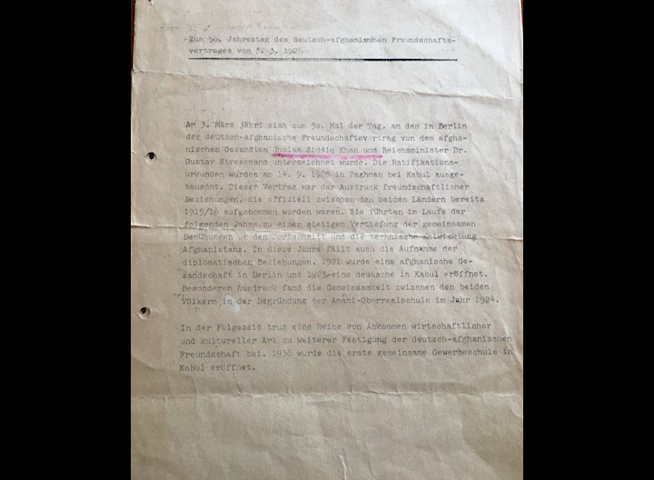 Zum 50. Jahrestag des deutsch-afghanischen Freundschafts-
vertrages vom 3. 3. 1926
Am 3. März jährt sich zum 50. Mal der Tag, an dem in Berlin
der deutsch-afghanische Freundschaftsvertrag von dem afgha-
nischen Gesandten Gholam Siddiq Khan und Reichsminister Dr.
Gustav Stresemann unterzeichnet wurde. Die Ratifikations-
urkunden wurden am 18. 9. 1926 in Paghman bei Kabul ausge-
tauscht. Dieser Vertrag war der Ausdruck freundschaftlicher
Beziehungen, die offiziell zwischen den beiden Ländern bereits
1915/16 aufgenommen worden waren. Sie führten im Laufe der
folgenden Jahre zu einer stetigen Vertiefung der gemeinsamen
Bemühungen um den Fortschritt und die technische Entwicklung
Afghanistans. In diese Jahre fällt auch die Aufnahme der
diplomatischen Beziehungen. 1921 wurde eine afghanische Ge-
sandschaft in Berlin und 1923 eine deutsche in Kabul eröffnet.
Besonderen Ausdruck fand die Gemeinsamkeit zwischen den beiden
Völkern in der Begründung der Amani-Oberrealschule im Jahr 1924.
In der Folgezeit trug eine Reihe von Abkommen wirtschaftlicher
und kultureller Art zu weiterer Festigung der deutsch-afghanischen
Freundschaft bei. 1936 wurde die erste gemeinsame Gewerbeschule in
Kabul eröffnet.